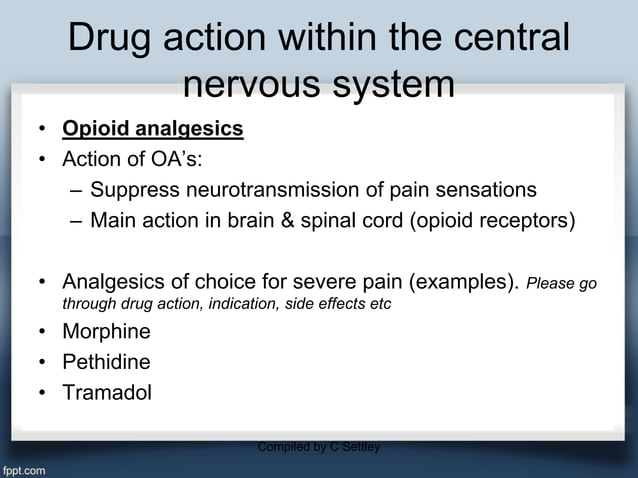 Drug action within the central
nervous system
• Opioid analgesics
• Action of OA's:
– Suppress neurotransmission of pain sensations
– Main action in brain & spinal cord (opioid receptors)
• Analgesics of choice for severe pain (examples). Please go
through drug action, indication, side effects etc
• Morphine
• Pethidine
• Tramadol
Compiled by C Settley
fppt.com